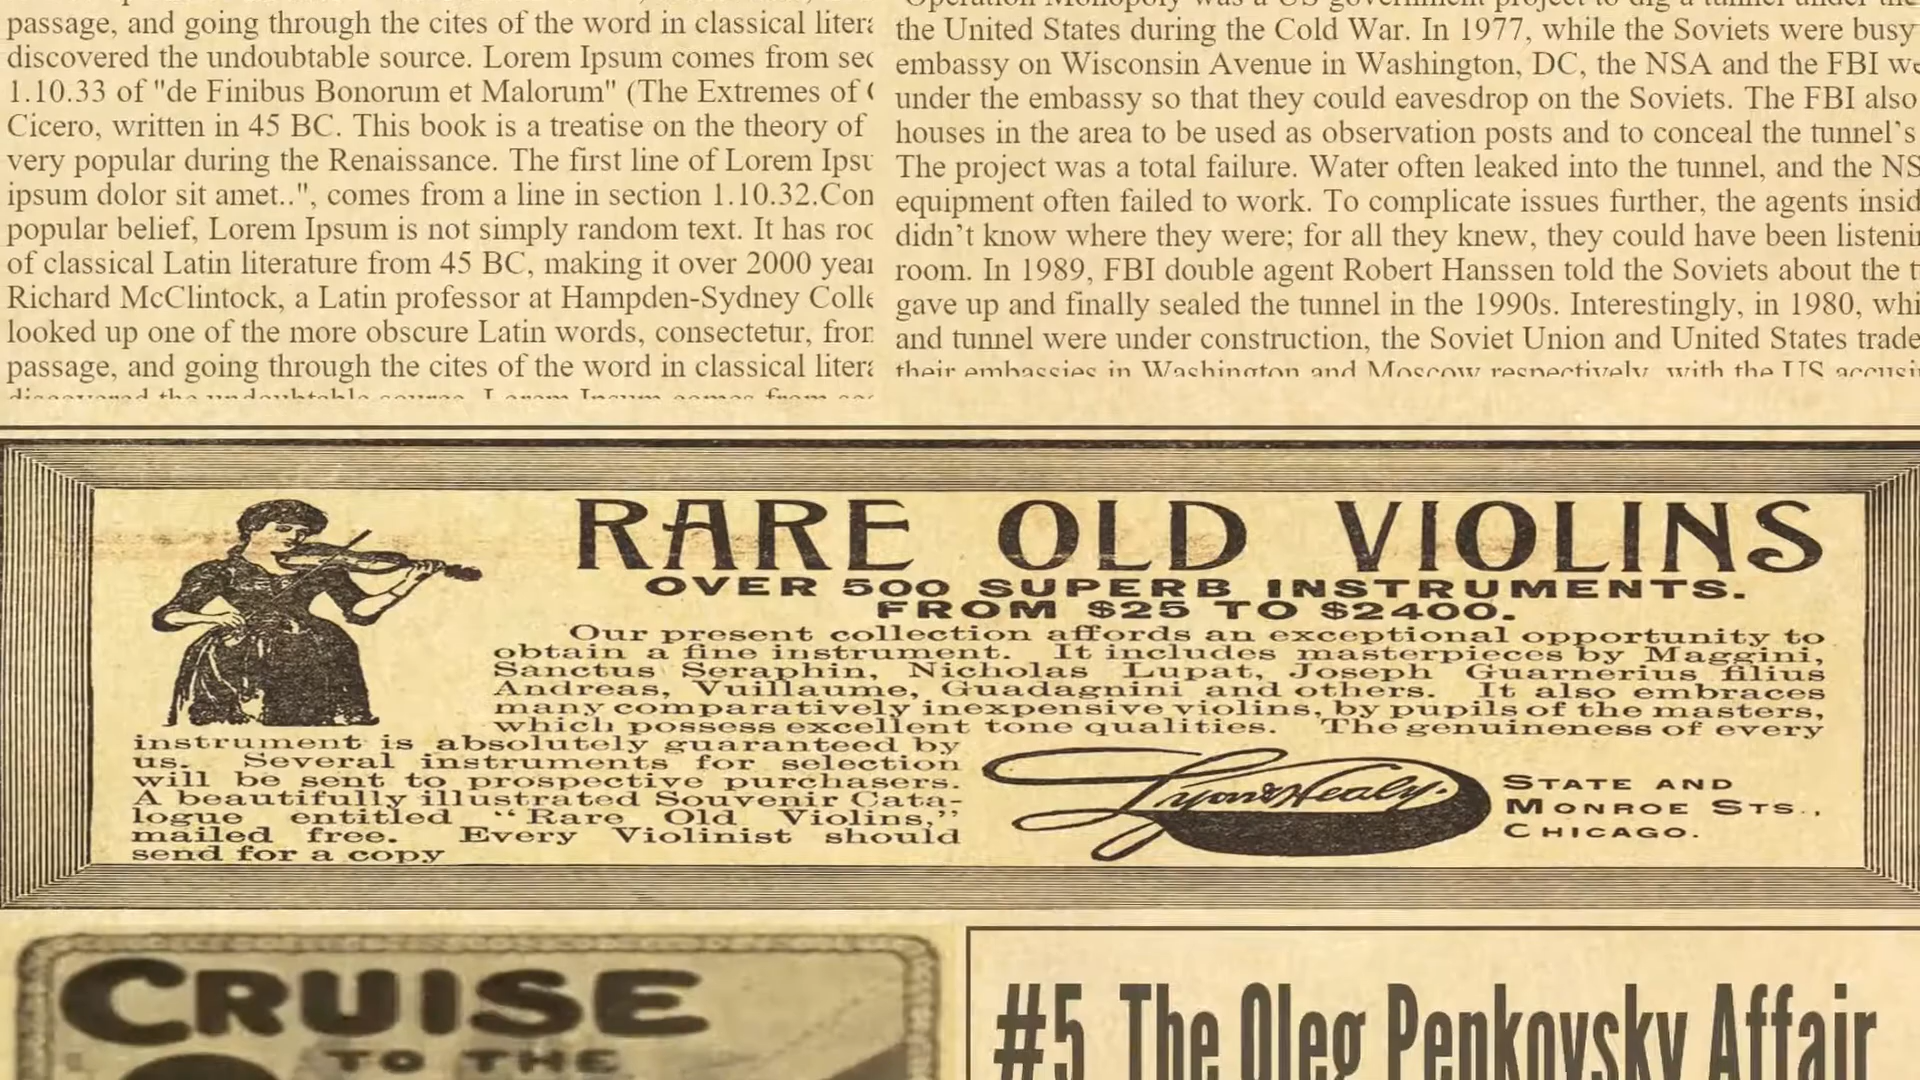 passage, and going through the cites of the word in classical
discovered the undoubtable source. Lorem Ipsum comes from
1.10.33 of "de Finibus Bonorum et Malorum" (The Extremes of
Cicero, written in 45 BC. This book is a treatise on the theory of
very popular during the Renaissance. The first line of Lorem
ipsum dolor sit amet..", comes from a line in section 1.10.32.Con
popular belief, Lorem Ipsum is not simply random text. It has
of classical Latin literature from 45 BC, making it over 2000
Richard McClintock, a Latin professor at Hampden-Sydney
looked up one of the more obscure Latin words, consectetur,
passage, and going through the cites of the word in classical
discovered the undoubtable source. Lorem Ipsum comes from
Operation Monopoly was a US government project to dig a tunnel under the
the United States during the Cold War. In 1977, while the Soviets were busy
embassy on Wisconsin Avenue in Washington, DC, the NSA and the FBI
under the embassy so that they could eavesdrop on the Soviets. The FBI also
houses in the area to be used as observation posts and to conceal the tunnel’s
The project was a total failure. Water often leaked into the tunnel, and the NS
equipment often failed to work. To complicate issues further, the agents insid
didn’t know where they were; for all they knew, they could have been
room. In 1989, FBI double agent Robert Hanssen told the Soviets about the t
gave up and finally sealed the tunnel in the 1990s. Interestingly, in 1980, whi
and tunnel were under construction, the Soviet Union and United States trade
their embassies in Washington and Moscow respectively, with the US
RARE OLD VIOLINS
OVER 500 SUPERB INSTRUMENTS.
FROM $25 TO $2400.
Our present collection affords an exceptional opportunity to
obtain a fine instrument. It includes masterpieces by Maggini,
Sanctus Seraphin, Nicholas Lupat, Joseph Guarnerius filius
Andreas, Vuillaume, Guadagnini and others. It also embraces
many comparatively inexpensive violins, by pupils of the masters,
which possess excellent tone qualities. The genuineness of every
instrument is absolutely guaranteed by
us. Several instruments for selection
will be sent to prospective purchasers.
A beautifully illustrated Souvenir Cata-
logue entitled “Rare Old Violins,”
mailed free. Every Violinist should
send for a copy
Lyon & Healy.
STATE AND
MONROE STS.,
CHICAGO.
CRUISE
TO THE
#5 The Oleg Penkovsky Affair